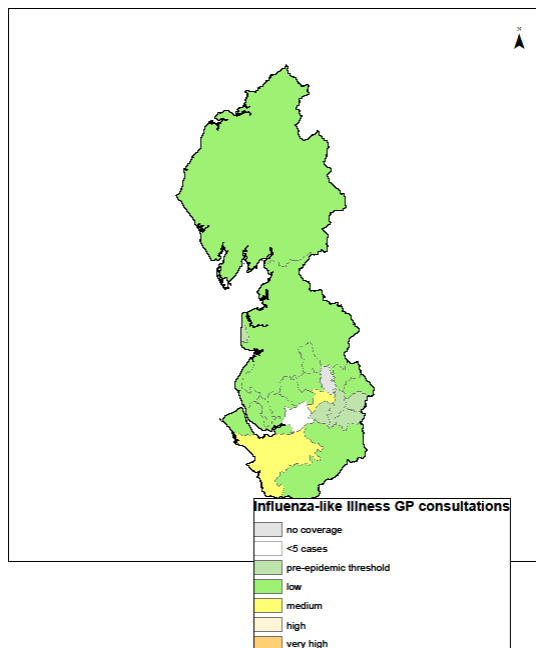 N
Influenza-like Illness GP consultations
no coverage
<5 cases
pre-epidemic threshold
low
medium
high
very high